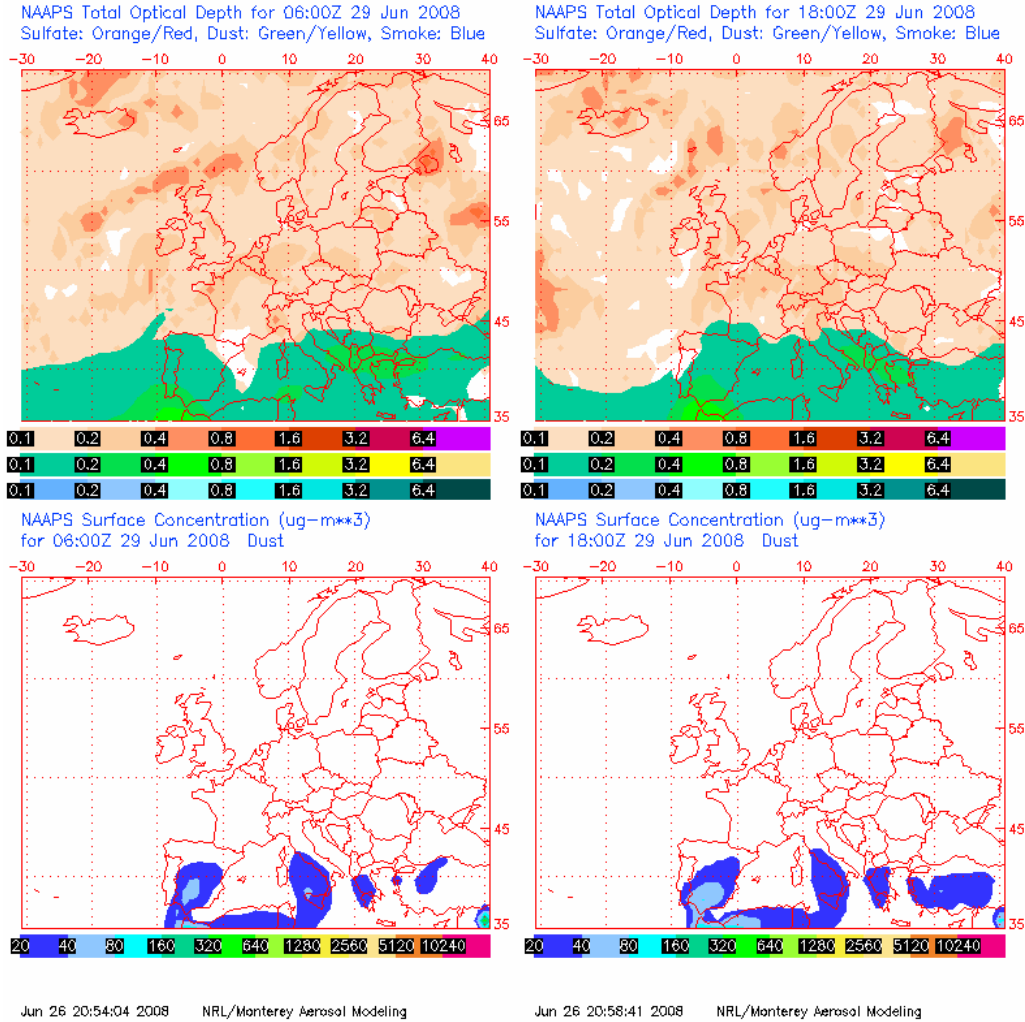 NAAPS Total Optical Depth for 06:00Z 29 Jun 2008
Sulfate: Orange/Red, Dust: Green/Yellow, Smoke: Blue
-30 -20 -10 0 10 20 30 40
65
55
45
35
0.1 0.2 0.4 0.8 1.6 3.2 6.4
0.1 0.2 0.4 0.8 1.6 3.2 6.4
0.1 0.2 0.4 0.8 1.6 3.2 6.4
NAAPS Total Optical Depth for 18:00Z 29 Jun 2008
Sulfate: Orange/Red, Dust: Green/Yellow, Smoke: Blue
-30 -20 -10 0 10 20 30 40
65
55
45
35
0.1 0.2 0.4 0.8 1.6 3.2 6.4
0.1 0.2 0.4 0.8 1.6 3.2 6.4
0.1 0.2 0.4 0.8 1.6 3.2 6.4
NAAPS Surface Concentration (ug-m**3)
for 06:00Z 29 Jun 2008 Dust
-30 -20 -10 0 10 20 30 40
65
55
45
35
20 40 80 160 320 640 1280 2560 5120 10240
Jun 26 20:54:04 2008 NRL/Monterey Aerosol Modeling
NAAPS Surface Concentration (ug-m**3)
for 18:00Z 29 Jun 2008 Dust
-30 -20 -10 0 10 20 30 40
65
55
45
35
20 40 80 160 320 640 1280 2560 5120 10240
Jun 26 20:58:41 2008 NRL/Monterey Aerosol Modeling